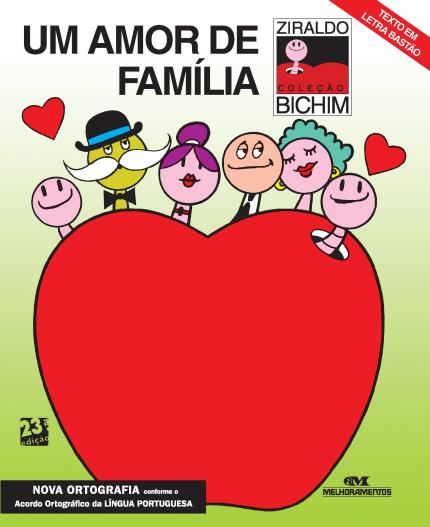 UM AMOR DE
FAMÍLIA
ZIRALDO
COLEÇÃO
BICHIM
TEXTO EM
LETRA BASTÃO
23ª
edição
NOVA ORTOGRAFIA conforme o
Acordo Ortográfico da LÍNGUA PORTUGUESA
MELHORAMENTOS